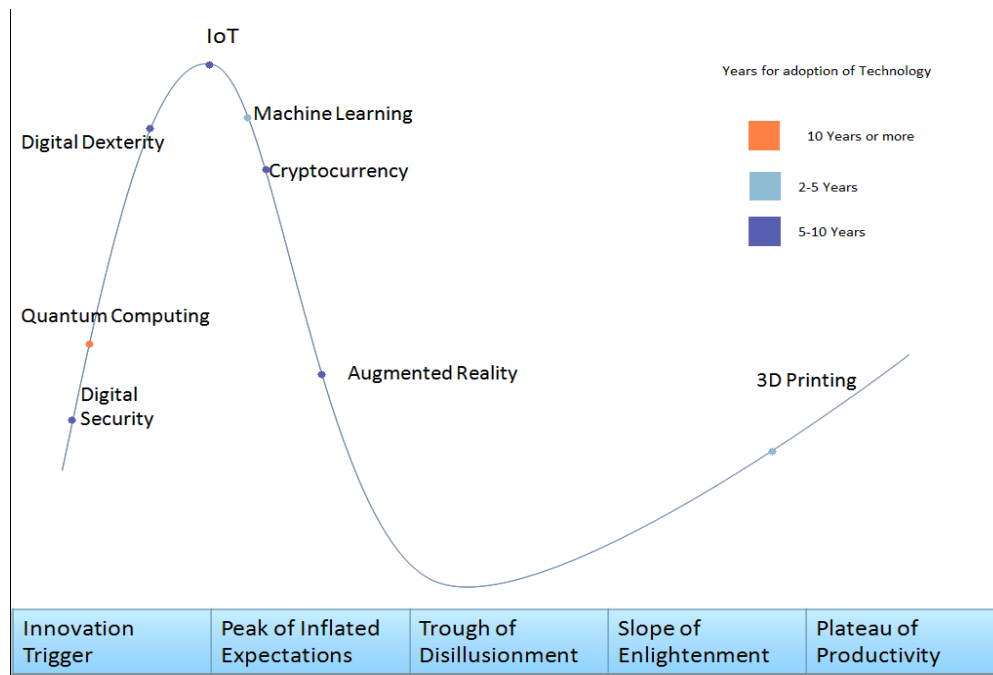 IoT
Years for adoption of Technology
Machine Learning
10 Years or more
Digital Dexterity
Cryptocurrency
2-5 Years
5-10 Years
Quantum Computing
Augmented Reality
3D Printing
Digital
Security
Innovation
Trigger
Peak of Inflated
Expectations
Trough of
Disillusionment
Slope of
Enlightenment
Plateau of
Productivity